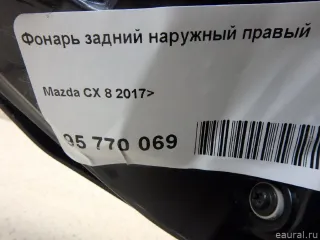 Фонарь задний наружный правый
Mazda CX 8 2017>
95 770 069
eaural.ru